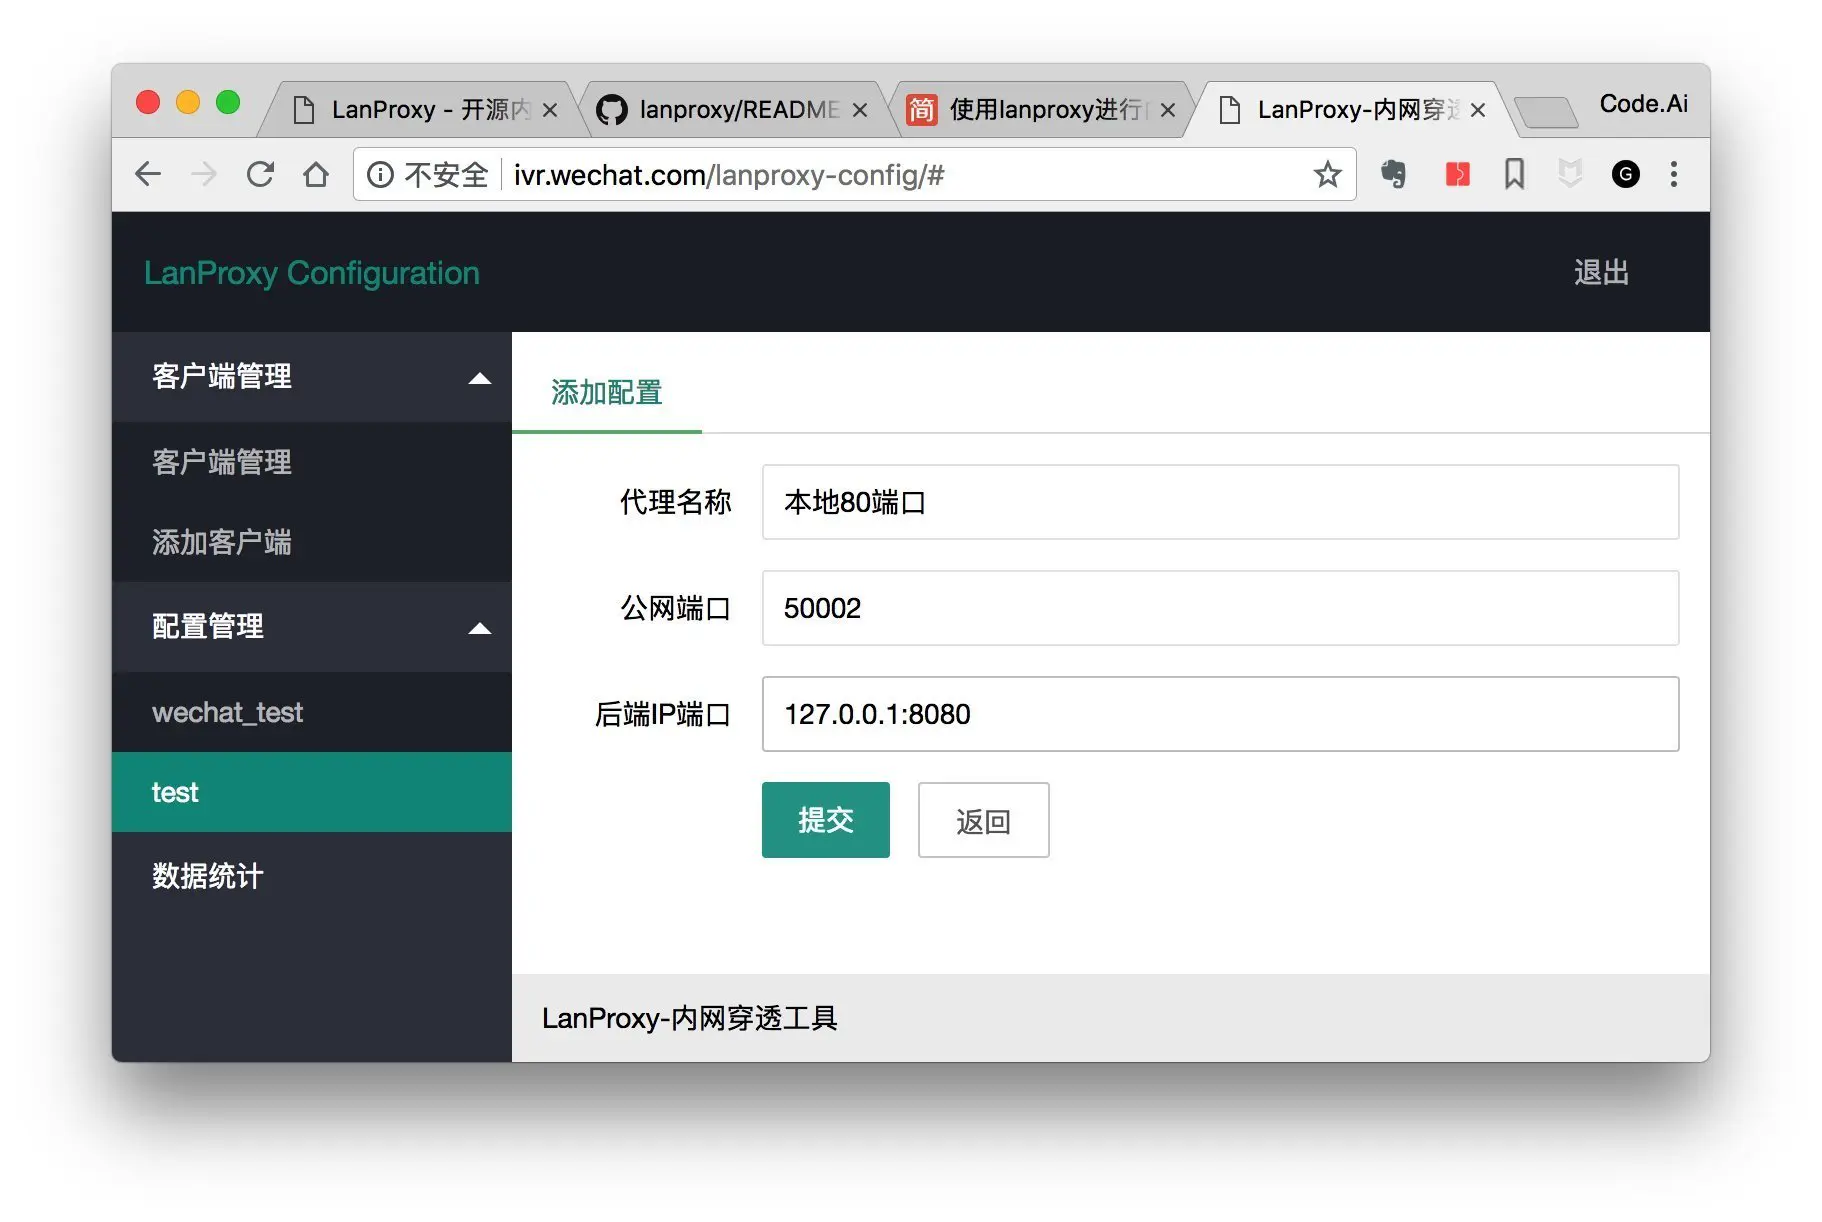 LanProxy - 开源内
lanproxy/README
使用lanproxy进行
LanProxy-内网穿透
Code.Ai
不安全 ivr.wechat.com/lanproxy-config/#
G
LanProxy Configuration
退出
客户端管理
客户端管理
添加客户端
配置管理
wechat_test
test
数据统计
添加配置
代理名称 本地80端口
公网端口 50002
后端IP端口 127.0.0.1:8080
提交 返回
LanProxy-内网穿透工具